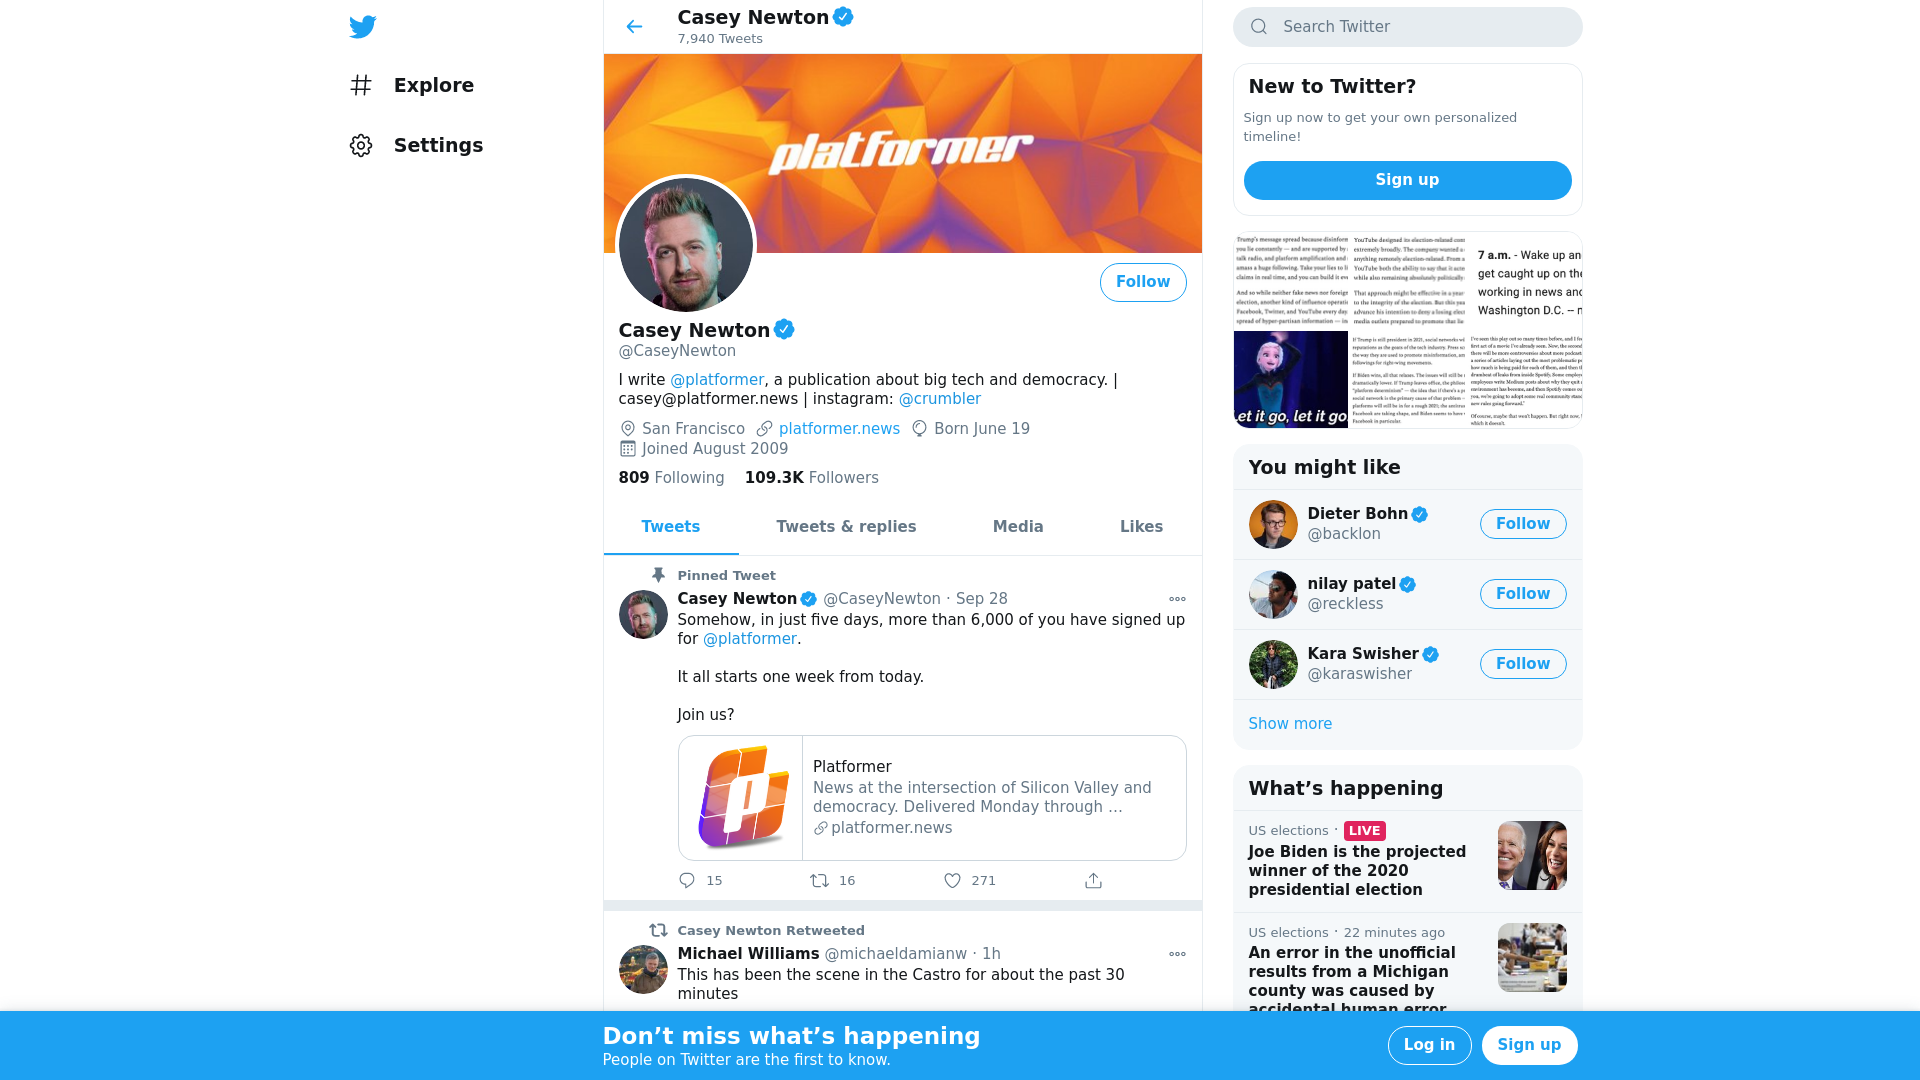 Casey Newton
7,940 Tweets
Explore
Settings
platformer
Follow
Casey Newton
@CaseyNewton
I write @platformer, a publication about big tech and democracy. |
casey@platformer.news | instagram: @crumbler
San Francisco platformer.news Born June 19
Joined August 2009
809 Following 109.3K Followers
Tweets Tweets & replies Media Likes
Pinned Tweet
Casey Newton @CaseyNewton · Sep 28
Somehow, in just five days, more than 6,000 of you have signed up
for @platformer.
It all starts one week from today.
Join us?
Platformer
News at the intersection of Silicon Valley and
democracy. Delivered Monday through …
platformer.news
15 16 271
Casey Newton Retweeted
Michael Williams @michaeldamianw · 1h
This has been the scene in the Castro for about the past 30
minutes
Search Twitter
New to Twitter?
Sign up now to get your own personalized
timeline!
Sign up
7 a.m. - Wake up an
get caught up on the
working in news and
Washington D.C. --
et it go, let it go
You might like
Dieter Bohn
@backlon
Follow
nilay patel
@reckless
Follow
Kara Swisher
@karaswisher
Follow
Show more
What’s happening
US elections · LIVE
Joe Biden is the projected
winner of the 2020
presidential election
US elections · 22 minutes ago
An error in the unofficial
results from a Michigan
county was caused by
accidental human error
Don’t miss what’s happening
People on Twitter are the first to know.
Log in
Sign up